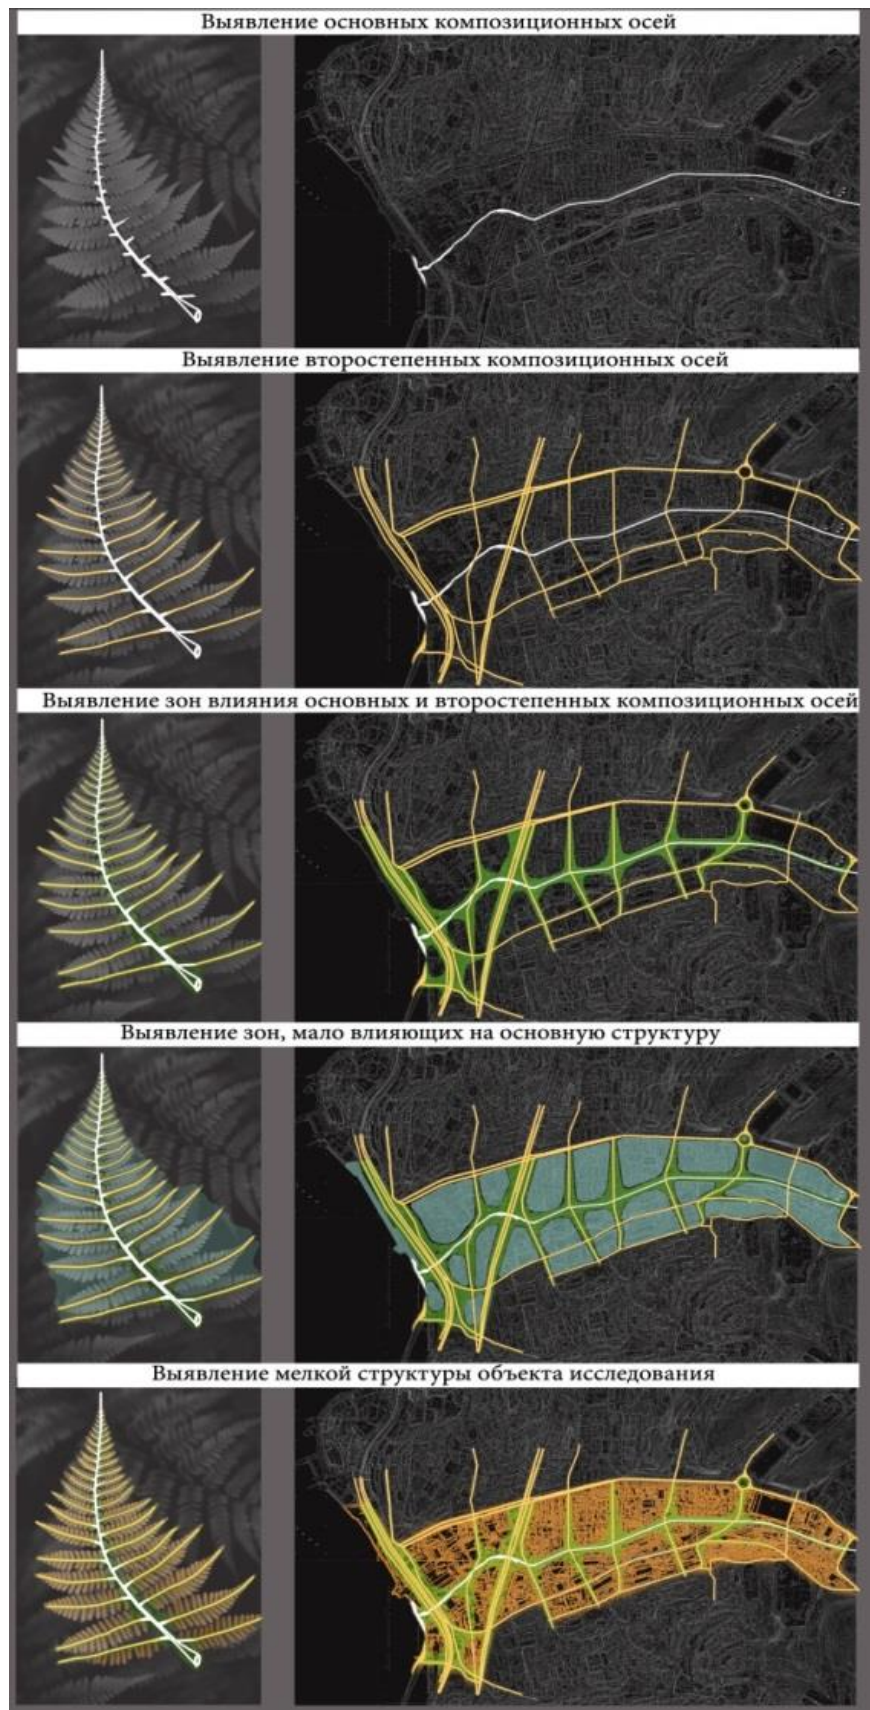 Выявление основных композиционных осей
Выявление второстепенных композиционных осей
Выявление зон влияния основных и второстепенных композиционных осей
Выявление зон, мало влияющих на основную структуру
Выявление мелкой структуры объекта исследования